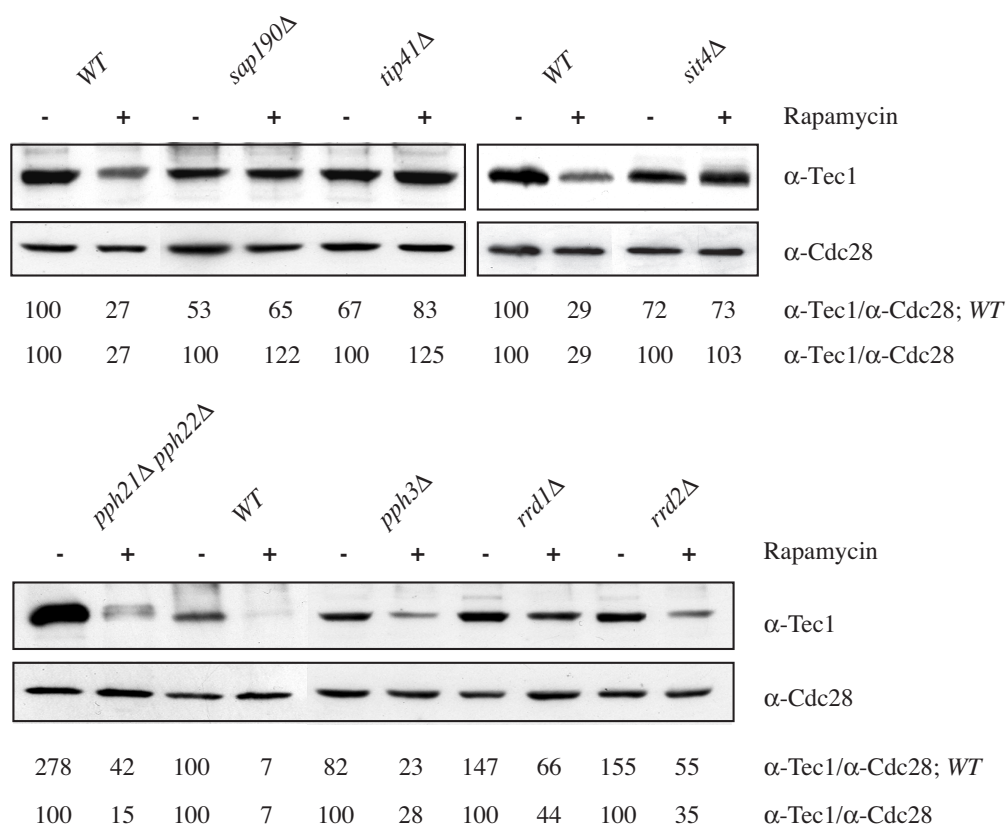 WT sap190Δ tip41Δ WT sit4Δ
- + - + - + - + - + Rapamycin
α-Tec1
α-Cdc28
100 27 53 65 67 83 100 29 72 73 α-Tec1/α-Cdc28; WT
100 27 100 122 100 125 100 29 100 103 α-Tec1/α-Cdc28
pph21Δ pph22Δ WT pph3Δ rrd1Δ rrd2Δ
- + - + - + - + - + Rapamycin
α-Tec1
α-Cdc28
278 42 100 7 82 23 147 66 155 55 α-Tec1/α-Cdc28; WT
100 15 100 7 100 28 100 44 100 35 α-Tec1/α-Cdc28